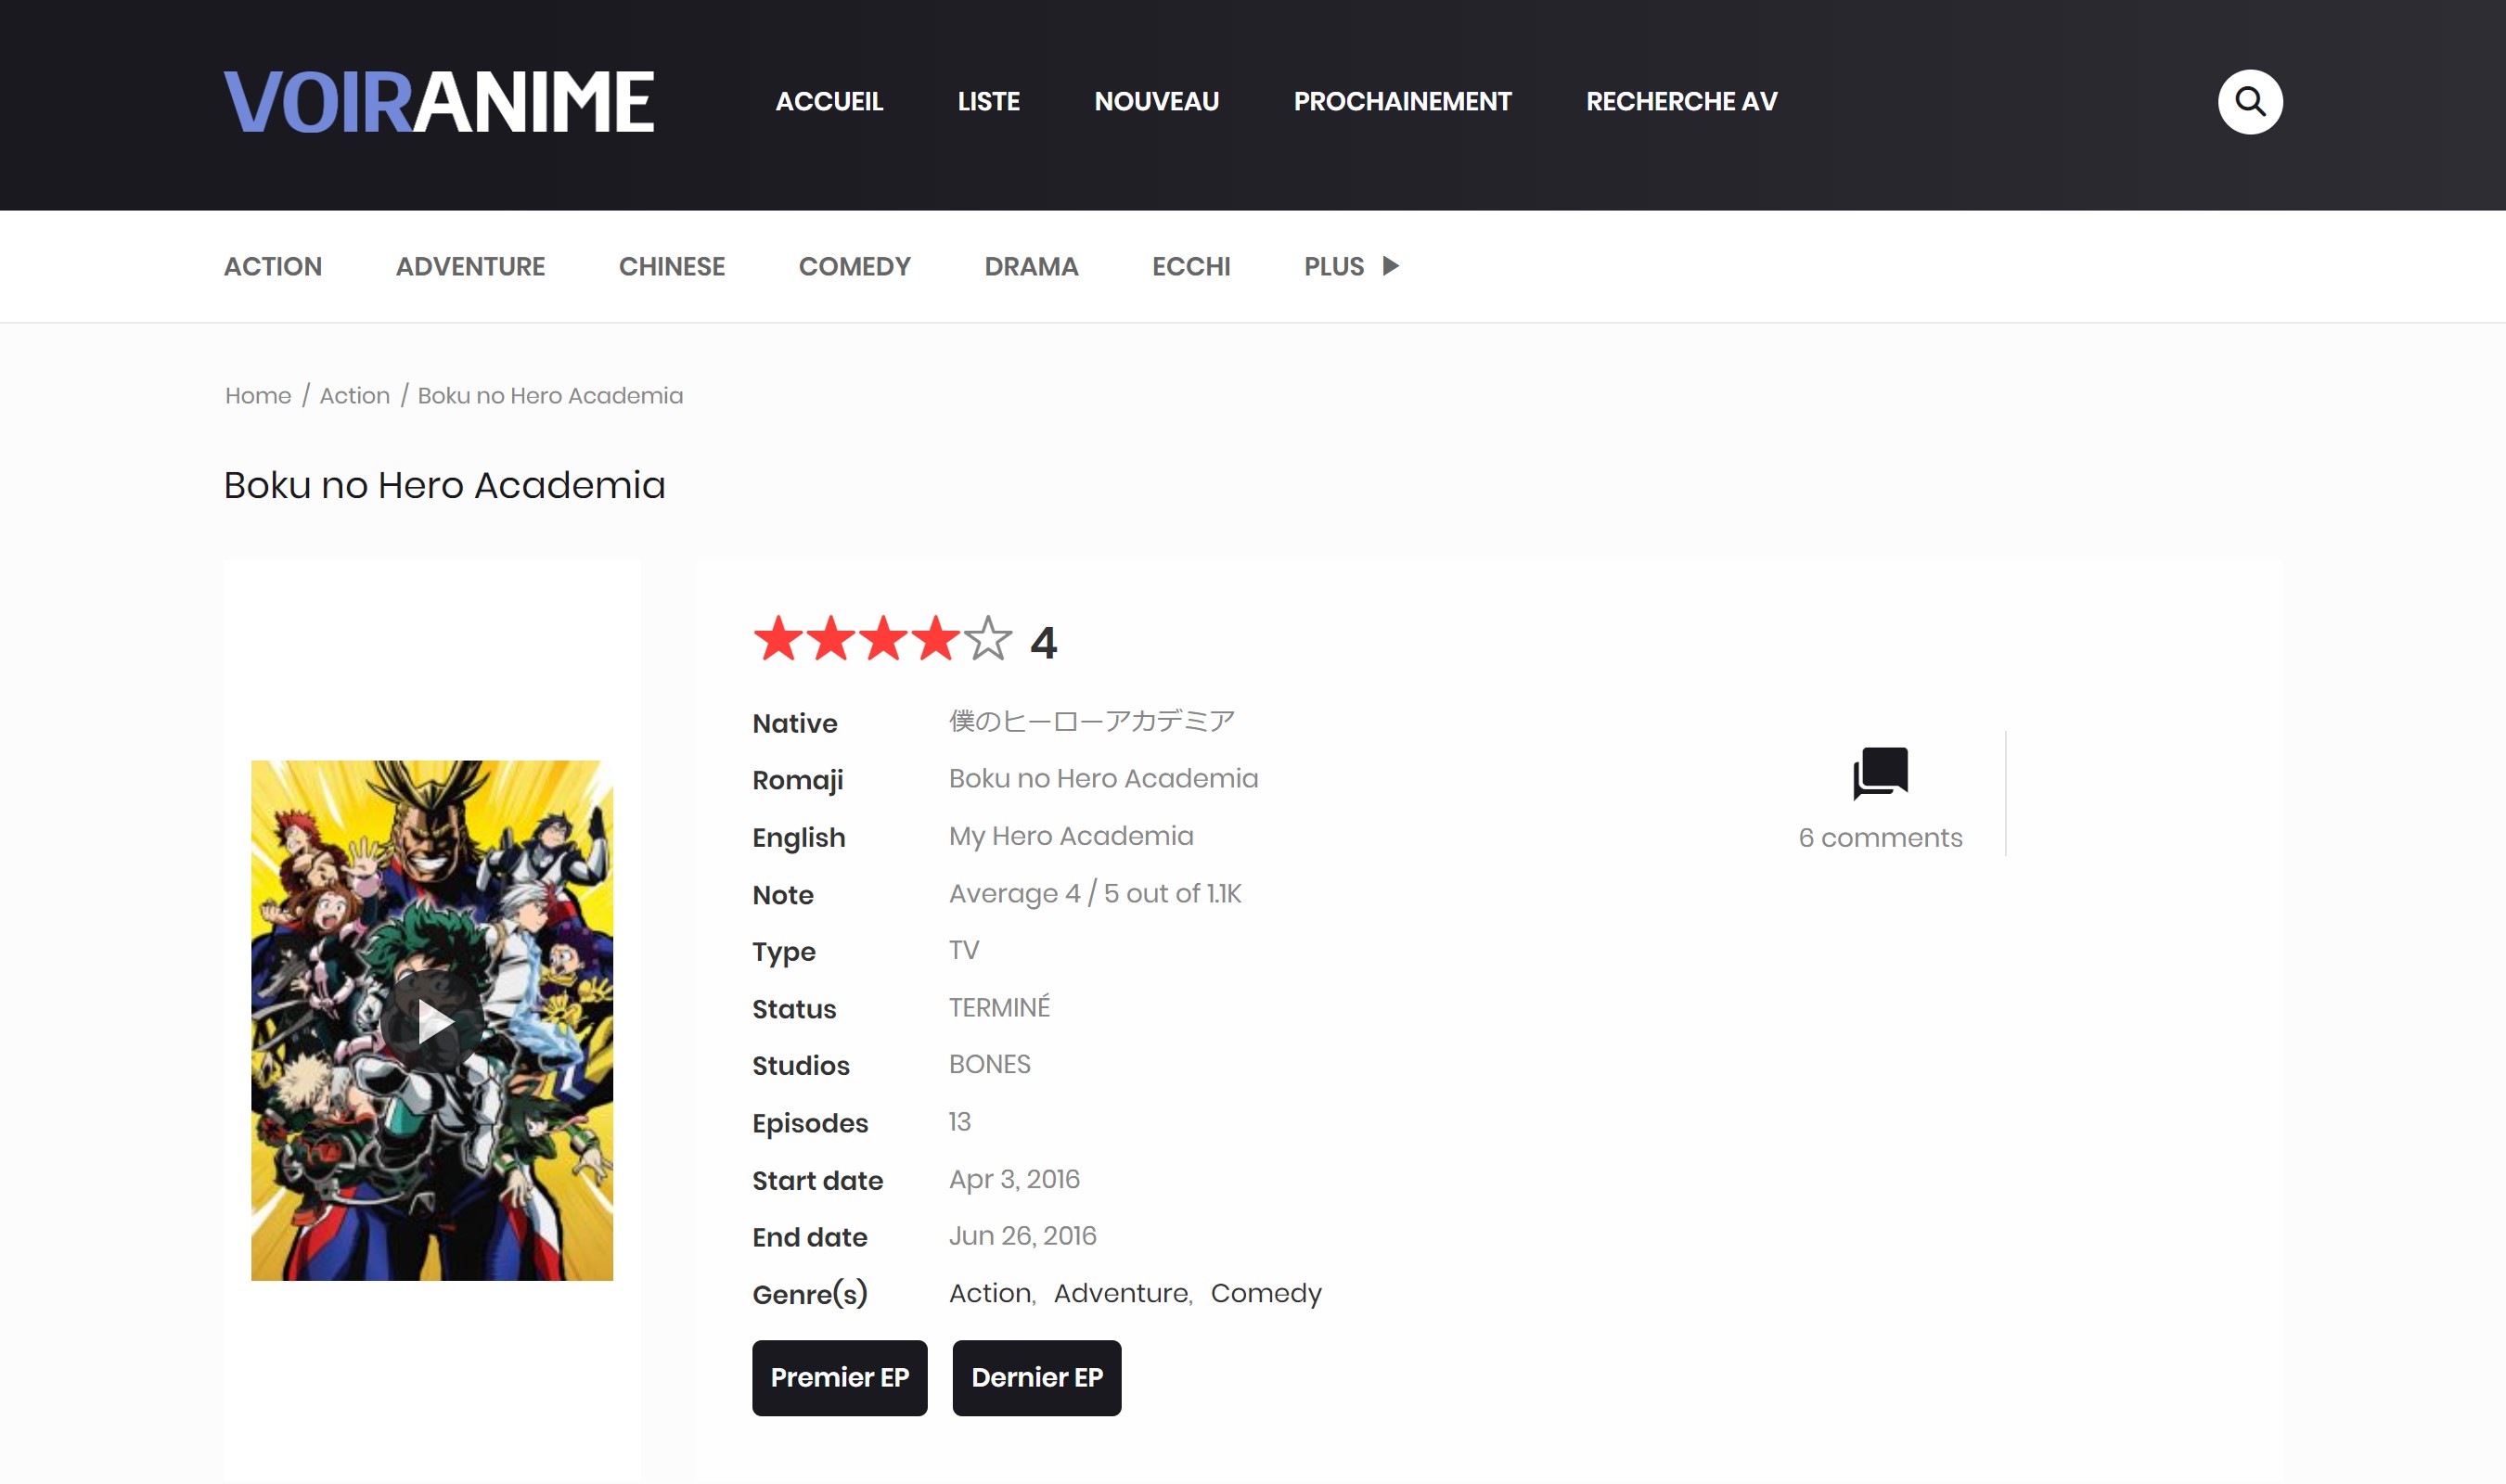 VOIRANIME
ACCUEIL LISTE NOUVEAU PROCHAINEMENT RECHERCHE AV
ACTION ADVENTURE CHINESE COMEDY DRAMA ECCHI PLUS
Home / Action / Boku no Hero Academia
Boku no Hero Academia
4
Native 僕のヒーローアカデミア
Romaji Boku no Hero Academia
English My Hero Academia
Note Average 4 / 5 out of 1.1K
Type TV
Status TERMINÉ
Studios BONES
Episodes 13
Start date Apr 3, 2016
End date Jun 26, 2016
Genre(s) Action, Adventure, Comedy
Premier EP Dernier EP
6 comments